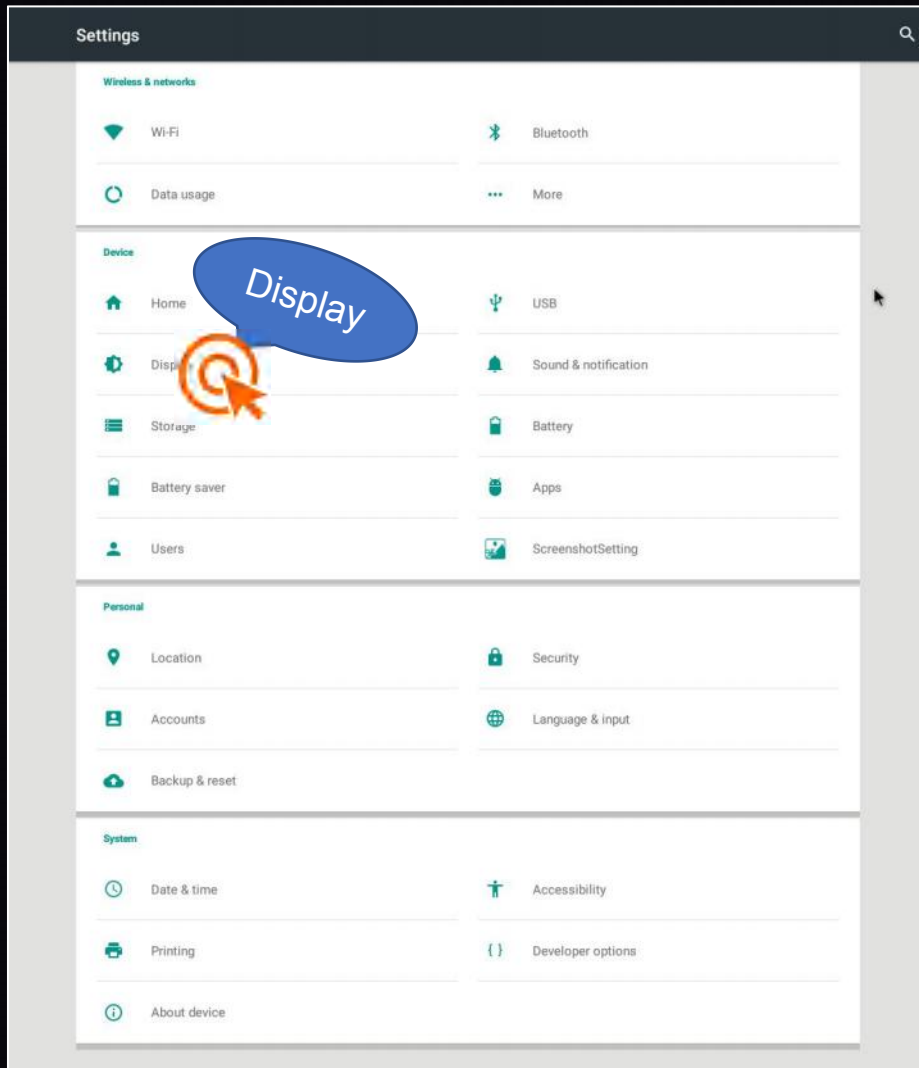 Settings
Wireless & networks
Wi-Fi
Bluetooth
Data usage
More
Device
Display
Home
USB
Display
Sound & notification
Storage
Battery
Battery saver
Apps
Users
ScreenshotSetting
Personal
Location
Security
Accounts
Language & input
Backup & reset
System
Date & time
Accessibility
Printing
{ }
Developer options
About device